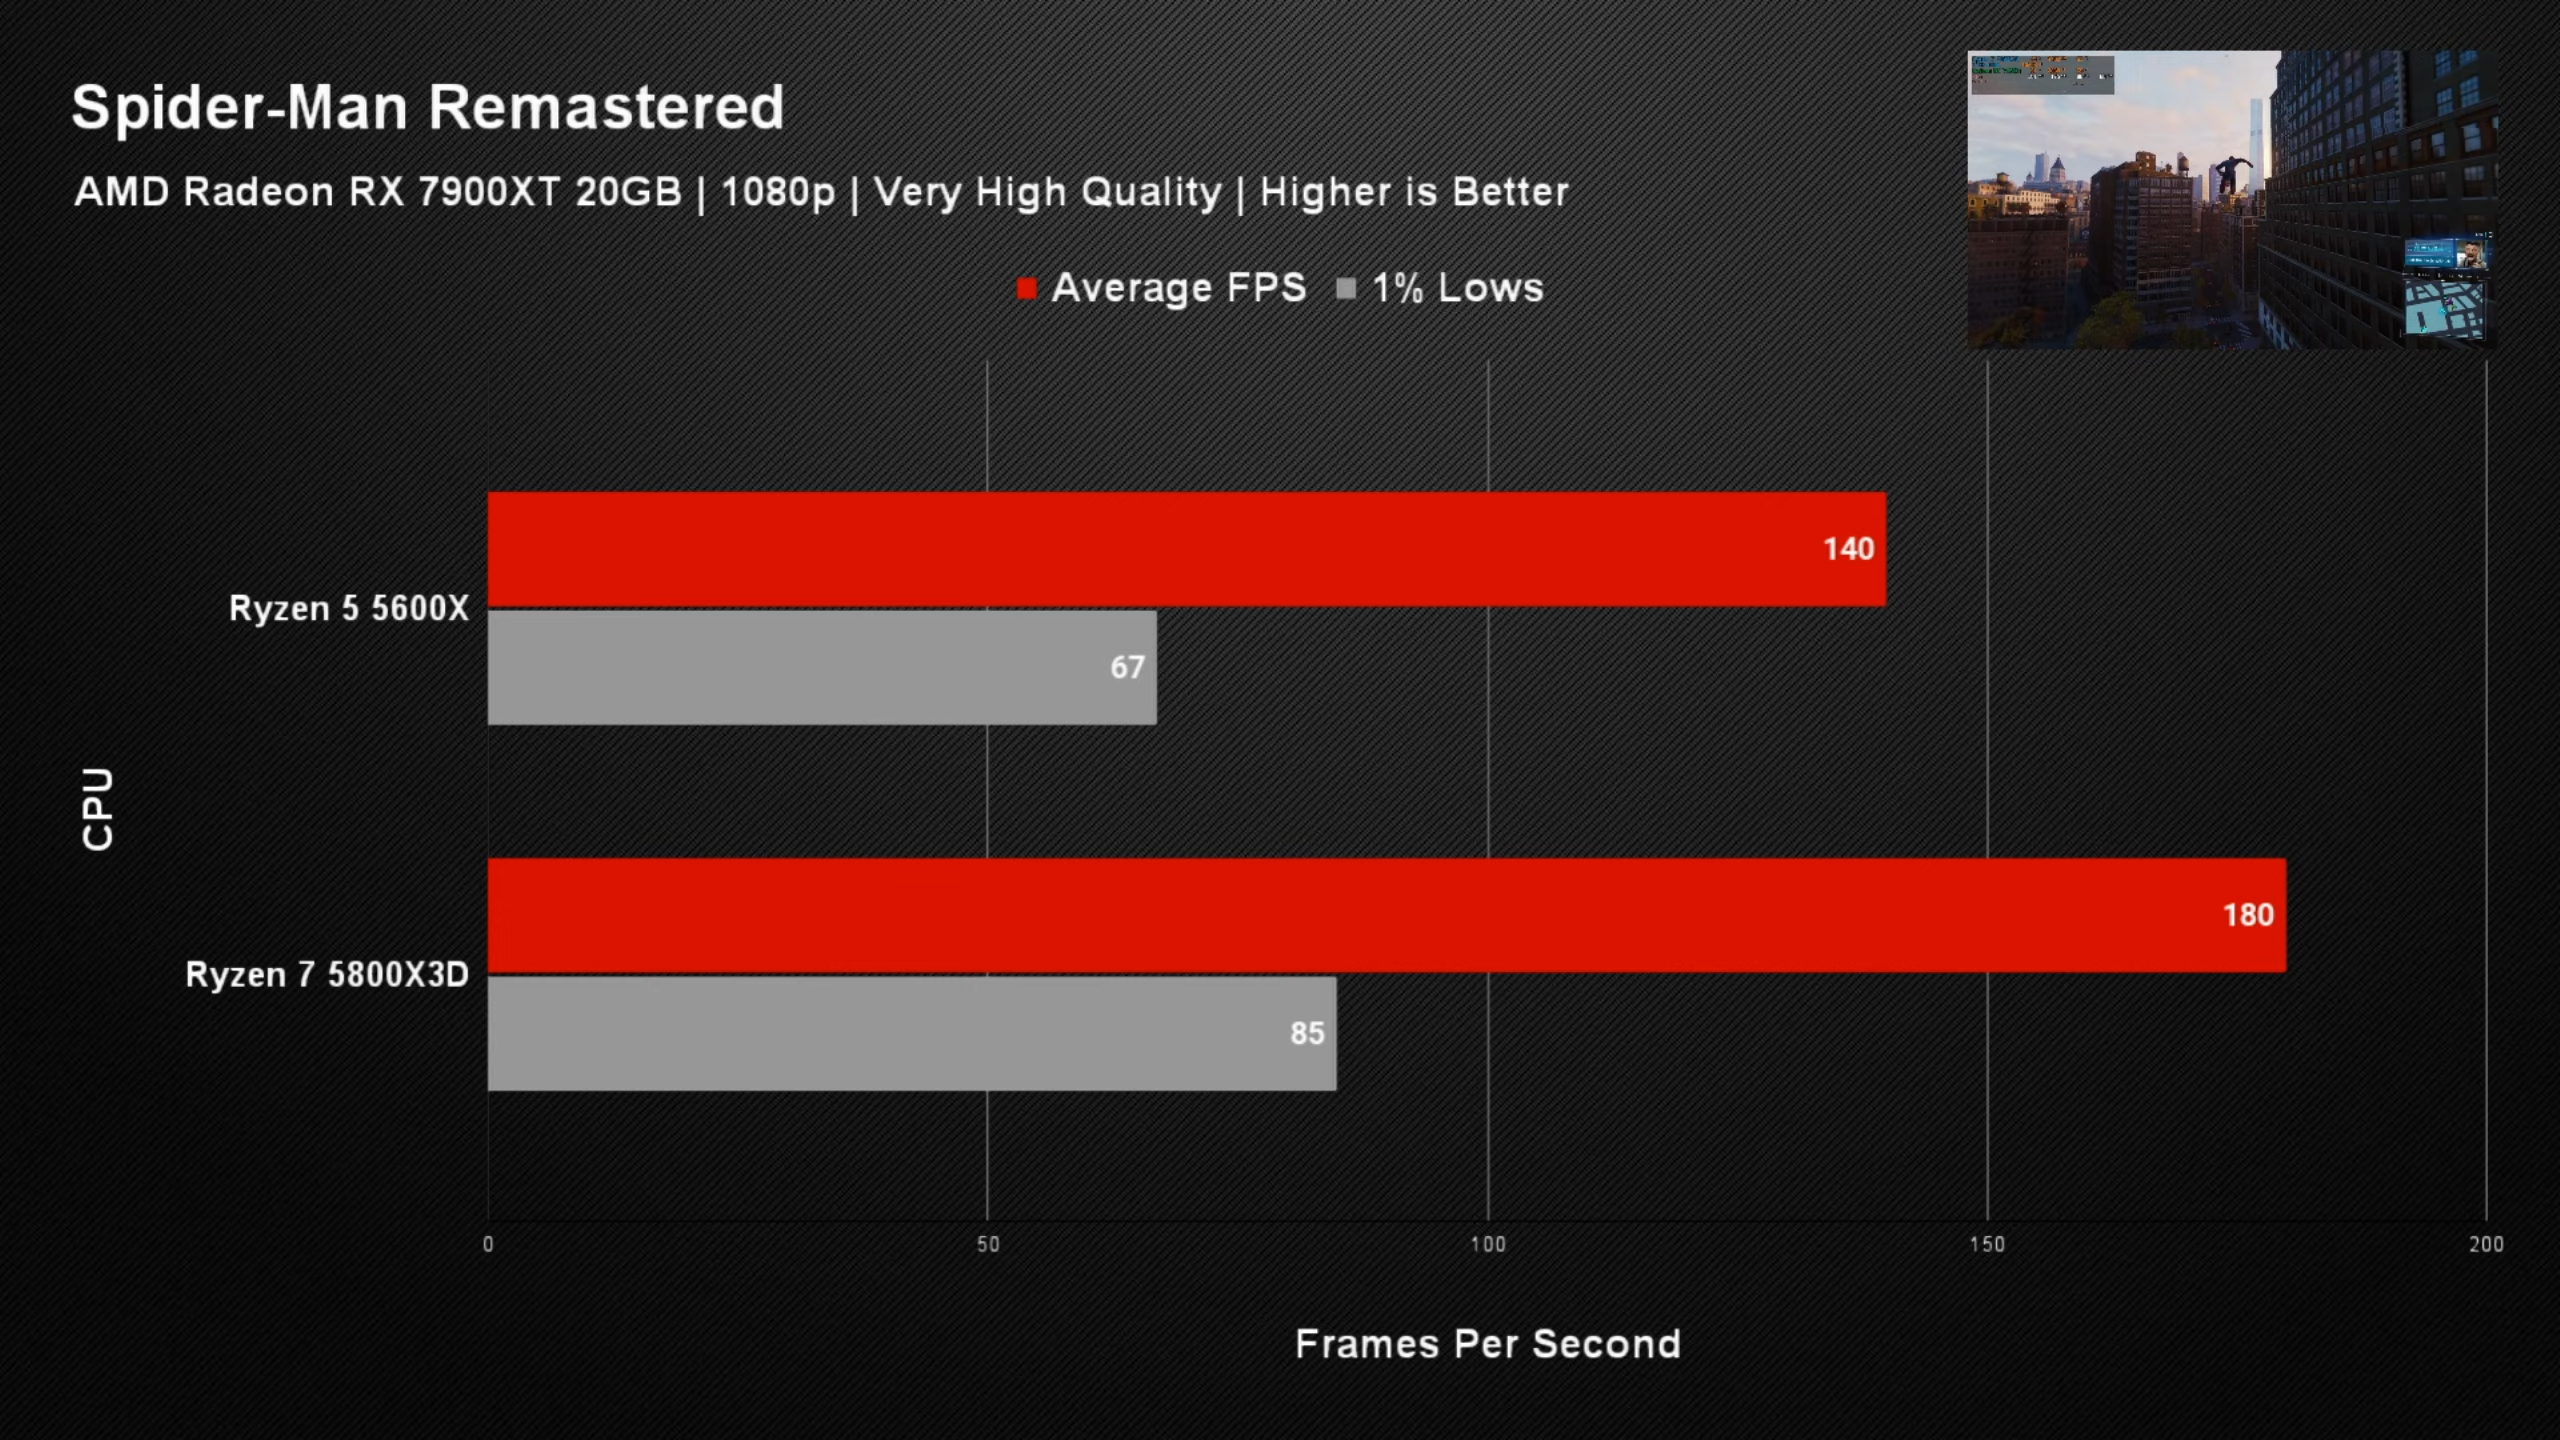 Spider-Man Remastered
AMD Radeon RX 7900XT 20GB | 1080p | Very High Quality | Higher is Better
Average FPS 1% Lows
140
Ryzen 5 5600X
67
CPU
180
Ryzen 7 5800X3D
85
0 50 100 150 200
Frames Per Second